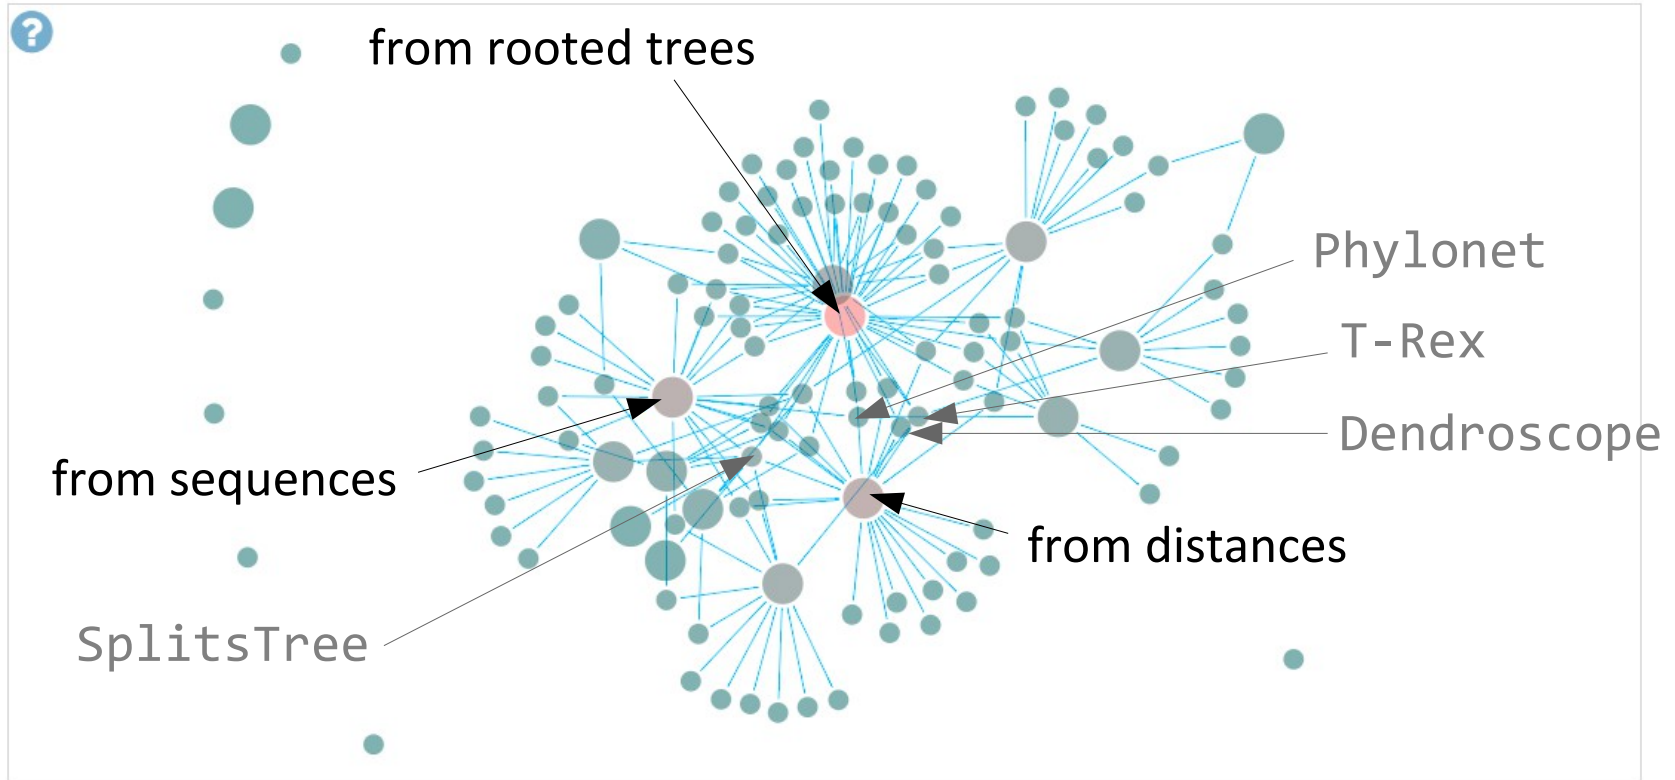 ?
from rooted trees
Phylonet
T-Rex
Dendroscope
from sequences
from distances
SplitsTree